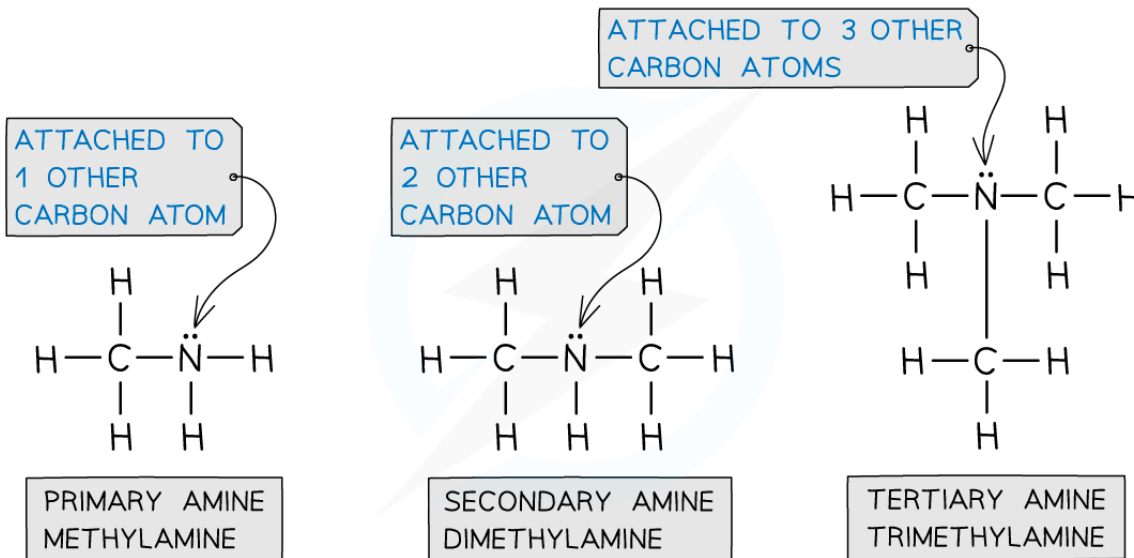 ATTACHED TO 1 OTHER
CARBON ATOM
ATTACHED TO
2 OTHER
CARBON ATOM
ATTACHED TO 3 OTHER
CARBON ATOMS
H
H—C—N̈—H
H H
H H
H—C—N̈—C—H
H H H
H H
H—C—N̈—C—H
H H
H—C—H
H
PRIMARY AMINE
METHYLAMINE
SECONDARY AMINE
DIMETHYLAMINE
TERTIARY AMINE
TRIMETHYLAMINE